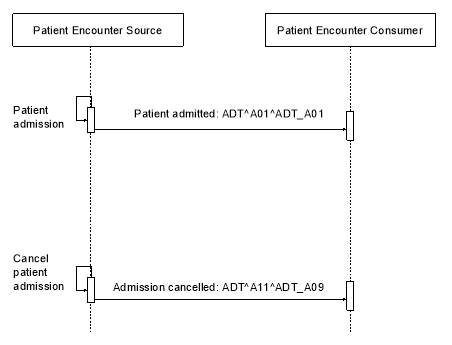 Patient Encounter Source
Patient Encounter Consumer
Patient
admission
Patient admitted: ADT^A01^ADT_A01
Cancel
patient
admission
Admission cancelled: ADT^A11^ADT_A09